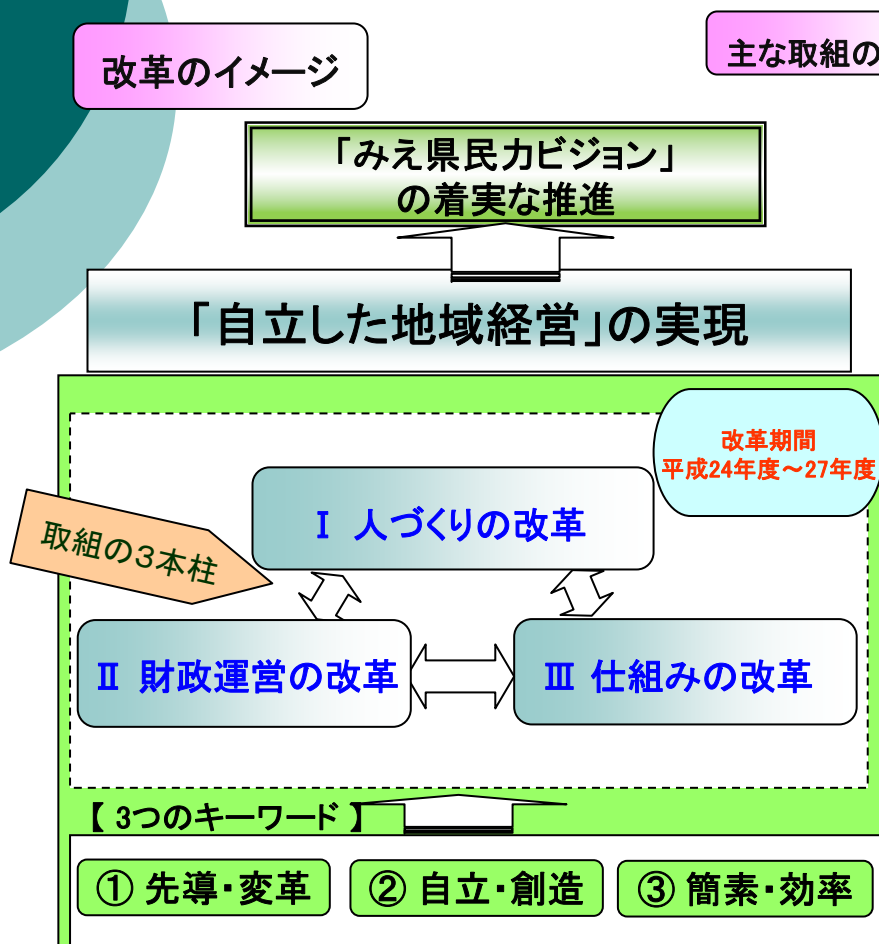 改革のイメージ
主な取組の
「みえ県民力ビジョン」
の着実な推進
「自立した地域経営」の実現
改革期間
平成24年度～27年度
Ⅰ 人づくりの改革
取組の３本柱
Ⅱ 財政運営の改革
Ⅲ 仕組みの改革
【 3つのキーワード 】
① 先導・変革
② 自立・創造
③ 簡素・効率